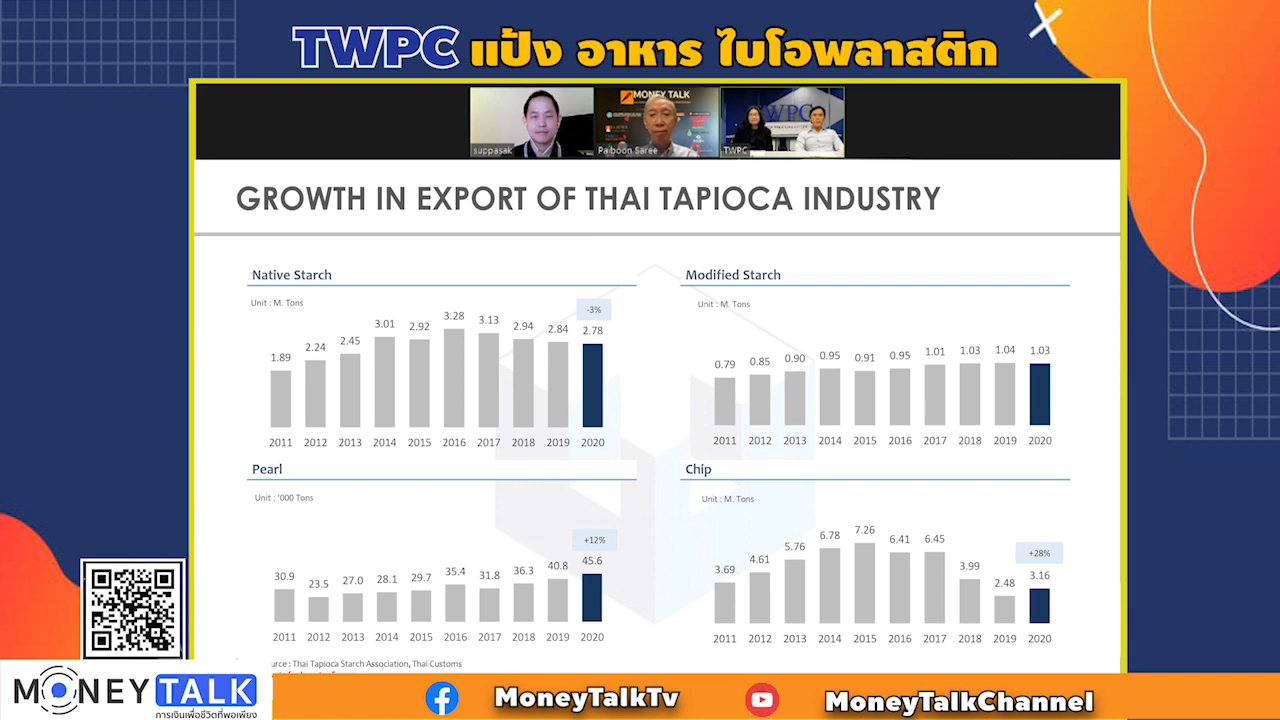 TWPC แป้ง อาหาร ไบโอพลาสติก
MONEY TALK
suppasak
Paiboon Saree
TWPC
TWPC
GROWTH IN EXPORT OF THAI TAPIOCA INDUSTRY
Native Starch
Unit : M. Tons
-3%
1.89 2.24 2.45 3.01 2.92 3.28 3.13 2.94 2.84 2.78
2011 2012 2013 2014 2015 2016 2017 2018 2019 2020
Modified Starch
Unit : M. Tons
0.79 0.85 0.90 0.95 0.91 0.95 1.01 1.03 1.04 1.03
2011 2012 2013 2014 2015 2016 2017 2018 2019 2020
Pearl
Unit : '000 Tons
+12%
30.9 23.5 27.0 28.1 29.7 35.4 31.8 36.3 40.8 45.6
2011 2012 2013 2014 2015 2016 2017 2018 2019 2020
Chip
Unit : M. Tons
+28%
3.69 4.61 5.76 6.78 7.26 6.41 6.45 3.99 2.48 3.16
2011 2012 2013 2014 2015 2016 2017 2018 2019 2020
urce : Thai Tapioca Starch Association, Thai Customs
MONEY TALK
การเงินเพื่อชีวิตที่พอเพียง
MoneyTalkTv
MoneyTalkChannel